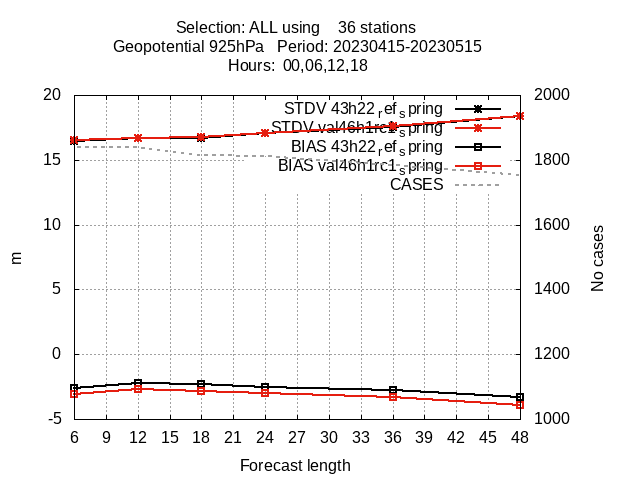 Selection: ALL using    36 stations
Geopotential 925hPa   Period: 20230415-20230515
Hours: 00,06,12,18
20 2000
STDV 43h22ref_spring
STDV val46h1rc1_spring
BIAS 43h22ref_spring
15 1800
BIAS val46h1rc1_spring
CASES
10 1600
m
No cases
5 1400
0 1200
-5 1000
6 9 12 15 18 21 24 27 30 33 36 39 42 45 48
Forecast length